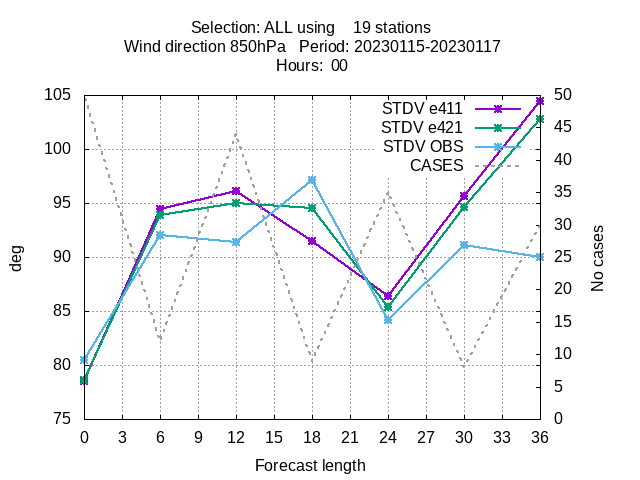 Selection: ALL using    19 stations
Wind direction 850hPa   Period: 20230115-20230117
Hours:  00
STDV e411
STDV e421
STDV OBS
CASES
105
100
95
90
85
80
75
deg
50
45
40
35
30
25
20
15
10
5
0
No cases
0 3 6 9 12 15 18 21 24 27 30 33 36
Forecast length